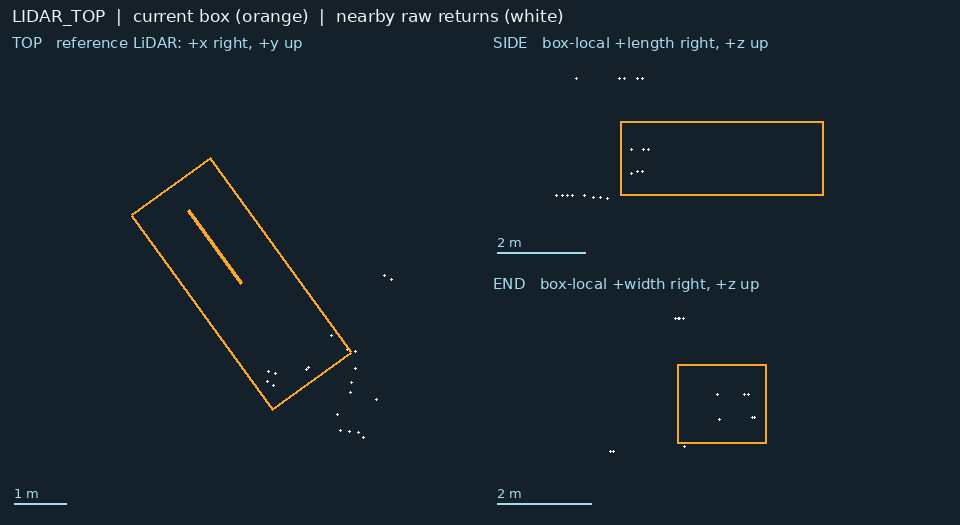 LIDAR_TOP | current box (orange) | nearby raw returns (white)
TOP reference LiDAR: +x right, +y up
SIDE box-local +length right, +z up
2 m
END box-local +width right, +z up
1 m
2 m